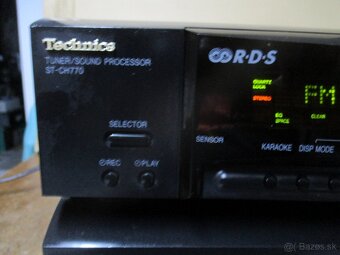 Technics
TUNER/SOUND PROCESSOR
ST-CH770
R·D·S
QUARTZ
LOCK
STEREO
FM
EQ
SPACE
CLEAR
SELECTOR
SENSOR
KARAOKE DISP MODE
REC PLAY
bazos.sk